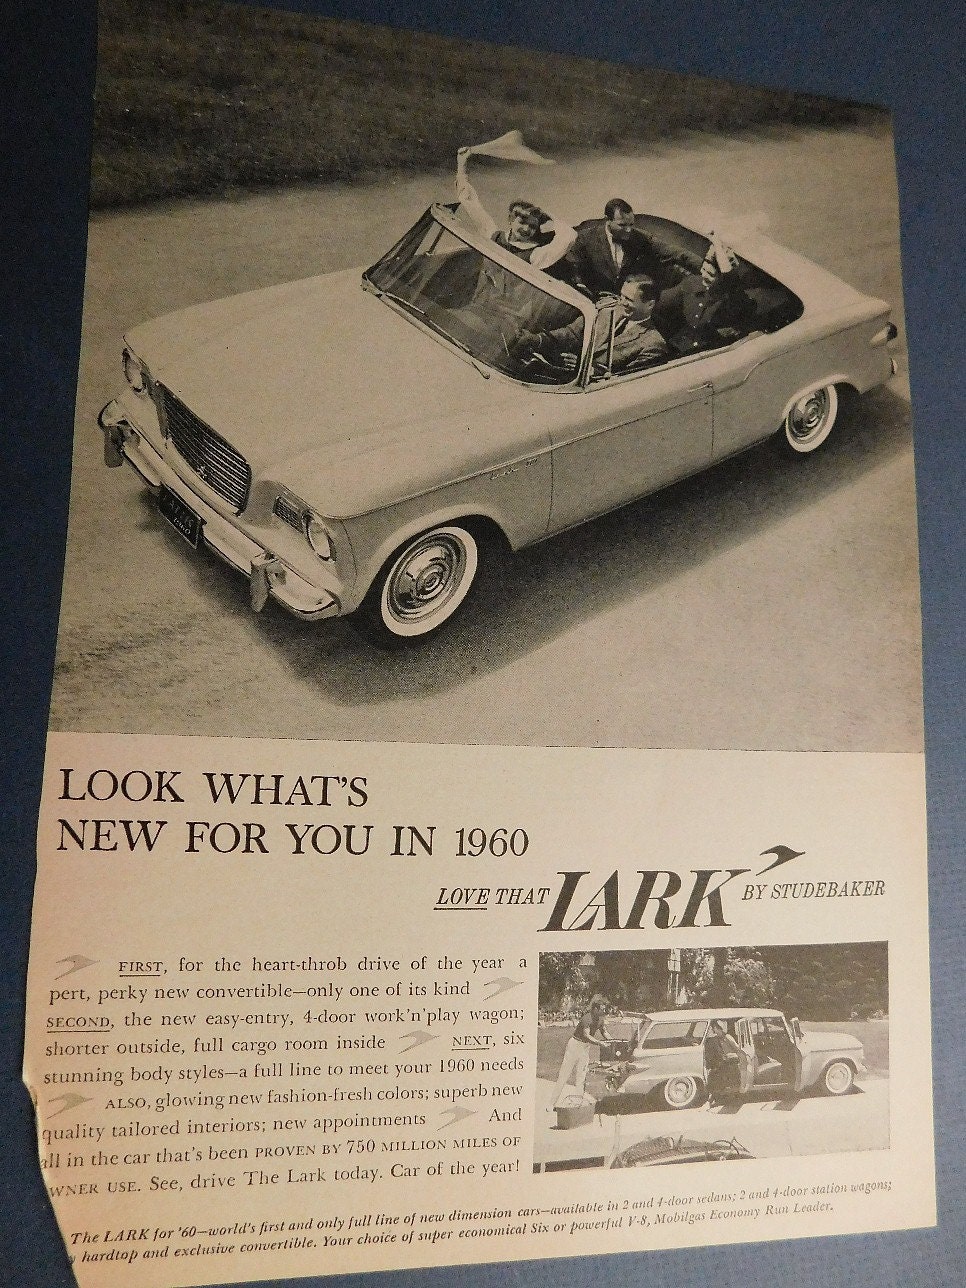 LOOK WHAT'S
NEW FOR YOU IN 1960
LOVE THAT LARK BY STUDEBAKER
FIRST, for the heart-throb drive of the year a
pert, perky new convertible—only one of its kind
SECOND, the new easy-entry, 4-door work'n'play wagon;
shorter outside, full cargo room inside NEXT, six
stunning body styles—a full line to meet your 1960 needs
ALSO, glowing new fashion-fresh colors; superb new
quality tailored interiors; new appointments And
all in the car that's been PROVEN BY 750 MILLION MILES OF
WNER USE. See, drive The Lark today. Car of the year!
The LARK for '60—world's first and only full line of new dimension cars—available in 2 and 4-door sedans; 2 and 4-door station wagons;
hardtop and exclusive convertible. Your choice of super economical Six or powerful V-8, Mobilgas Economy Run Leader.